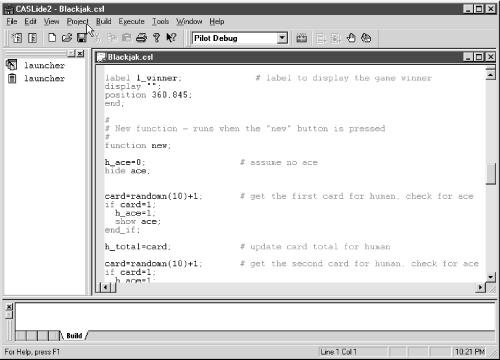 CASLide2 - Blackjak.csl
File Edit View Project Build Execute Tools Window Help
Pilot Debug
launcher
launcher
Blackjak.csl
label l_winner; # label to display the game winner
display "";
position 360,845;
end;
#
# New function - runs when the "new" button is pressed
#
function new;
h_ace=0; # assume no ace
hide ace;
card=random(10)+1; # get the first card for human, check for ace
if card=1;
h_ace=1;
show ace;
end_if;
h_total=card; # update card total for human
card=random(10)+1; # get the second card for human, check for ace
if card=1;
h_ace=1;
Build
For Help, press F1
Line 1 Col 1
10:21 PM